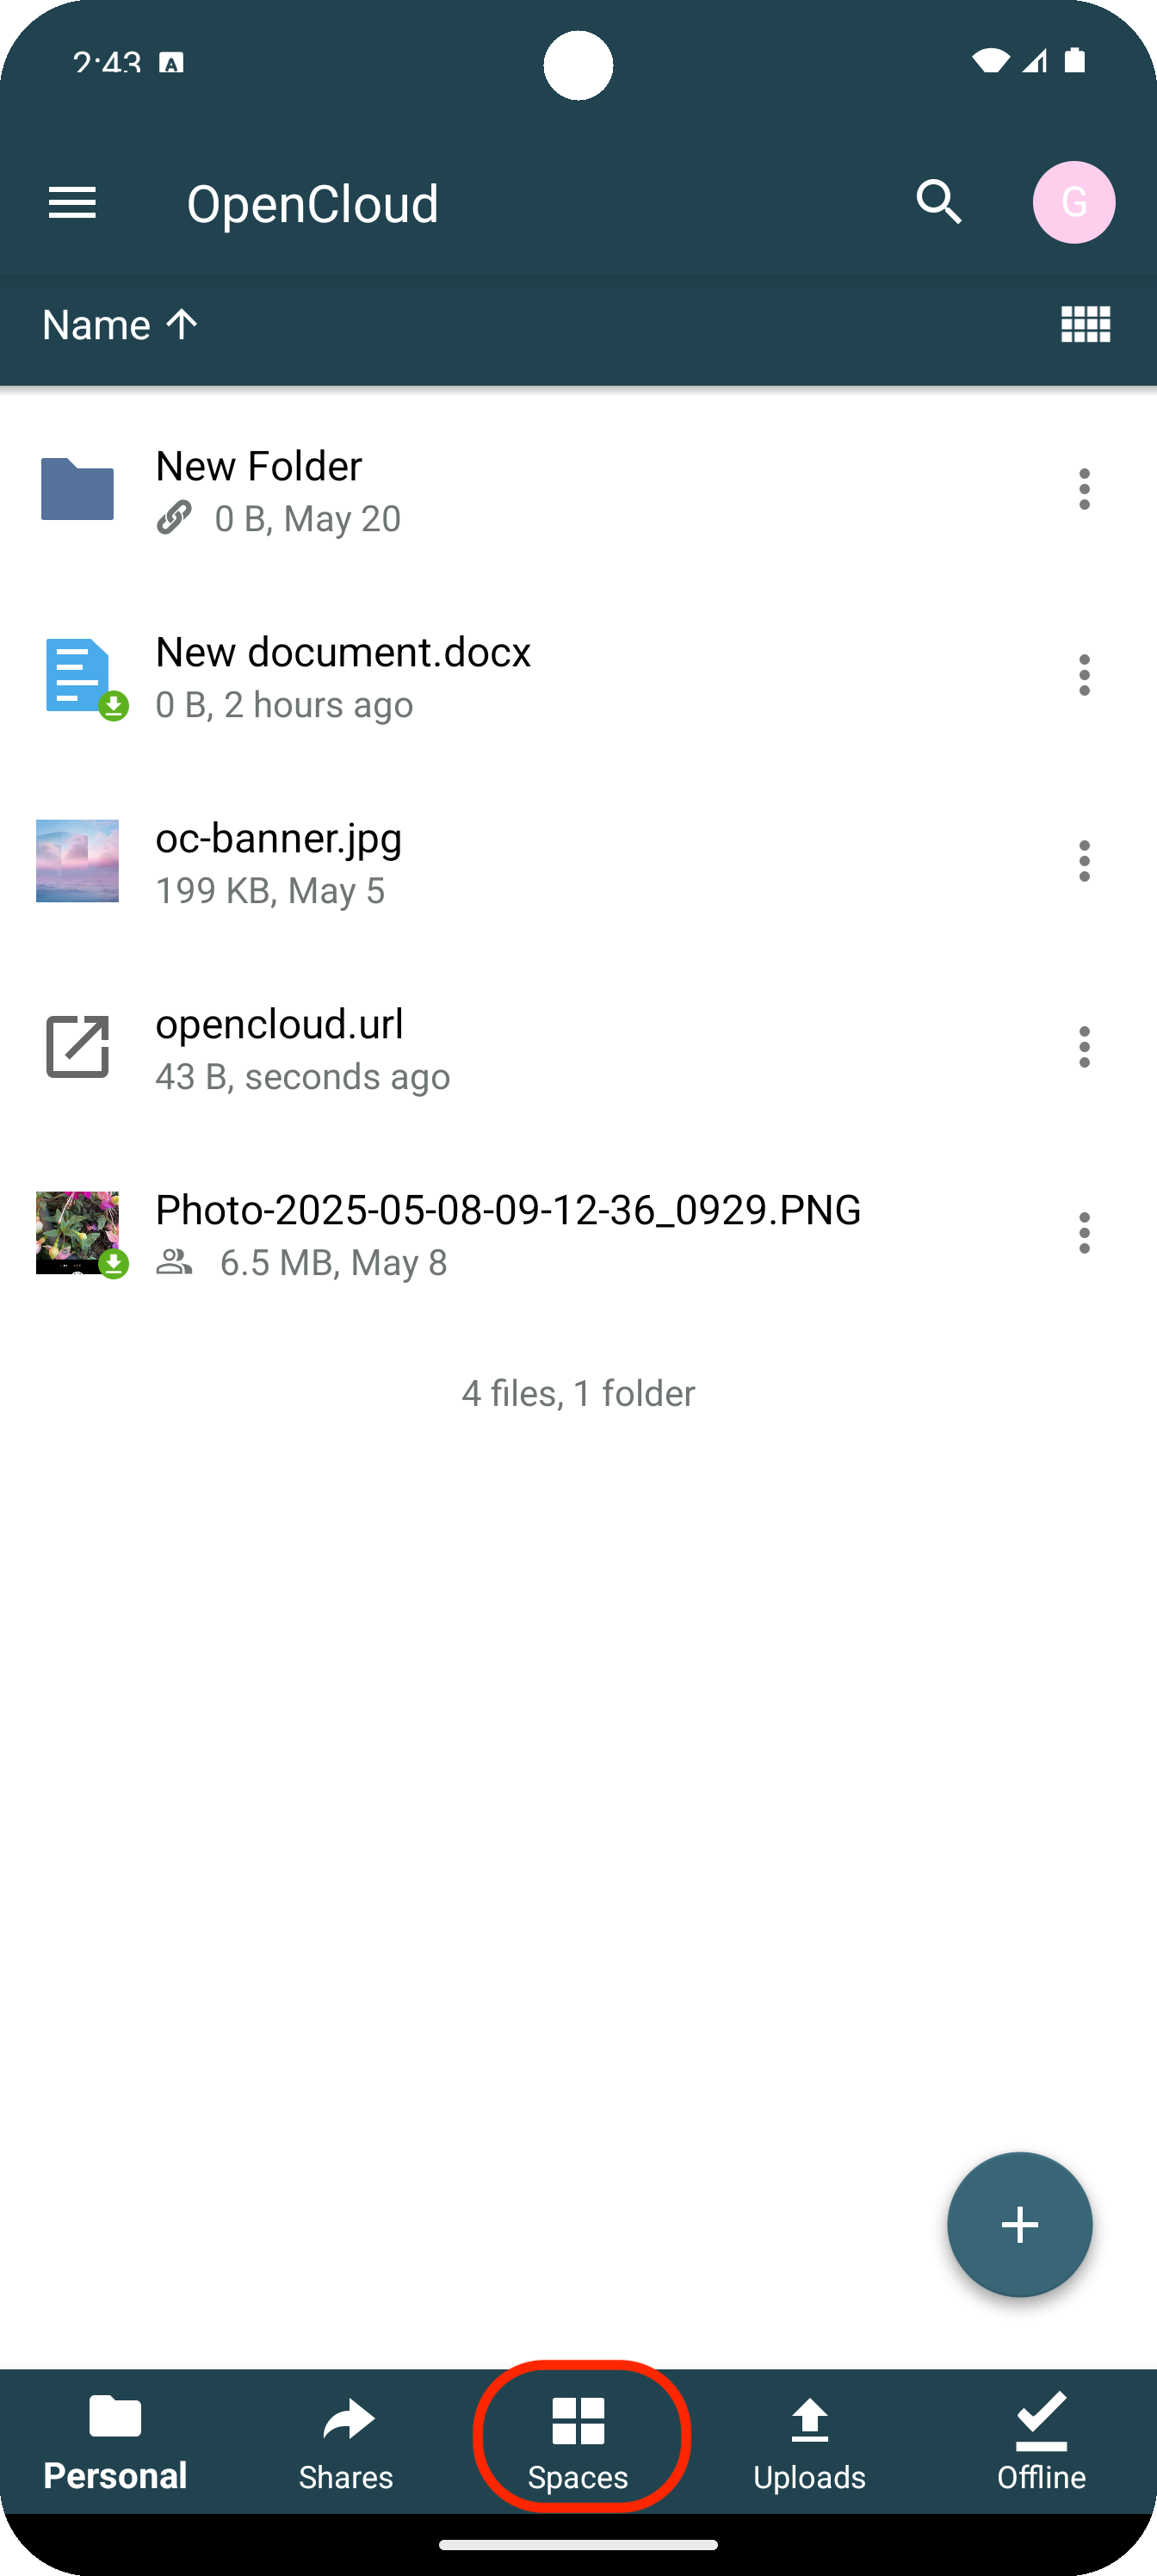 2:43 A
OpenCloud
G
Name
New Folder
0 B, May 20
New document.docx
0 B, 2 hours ago
oc-banner.jpg
199 KB, May 5
opencloud.url
43 B, seconds ago
Photo-2025-05-08-09-12-36_0929.PNG
6.5 MB, May 8
4 files, 1 folder
Personal Shares Spaces Uploads Offline